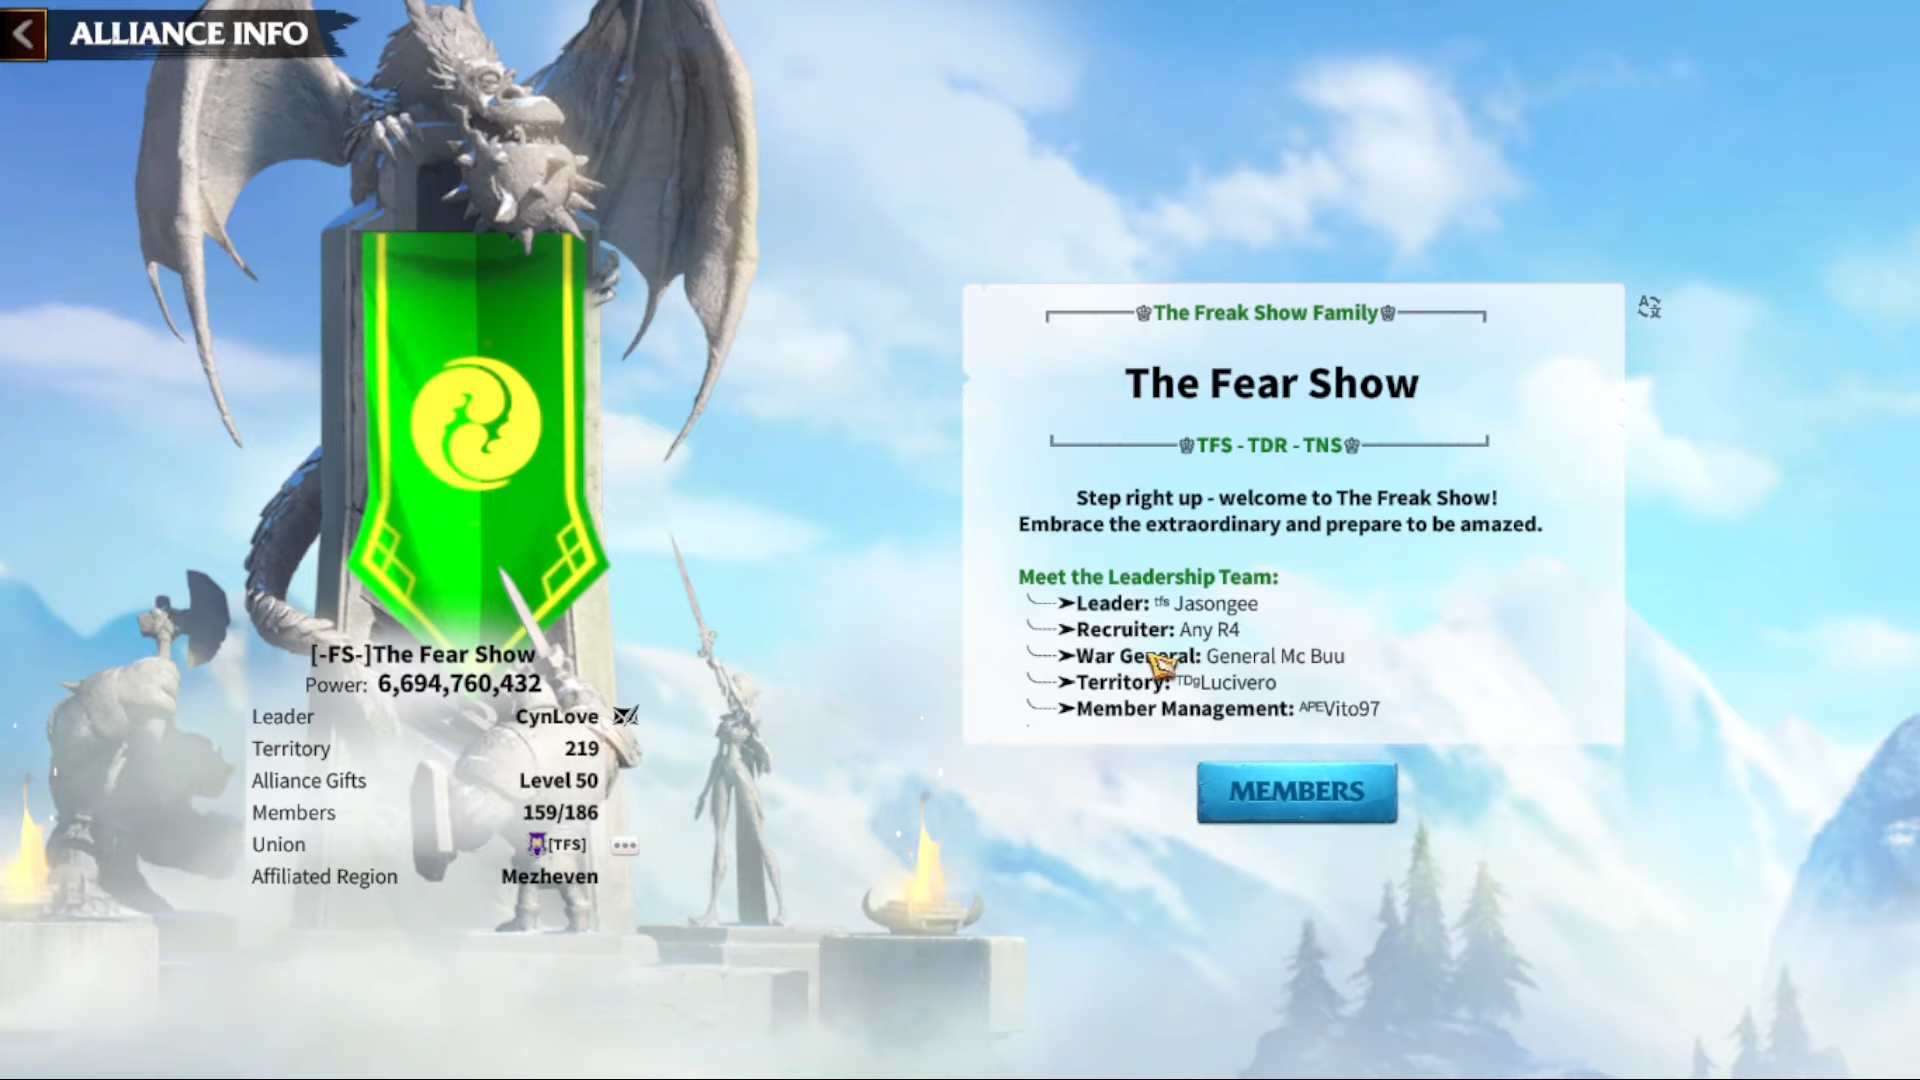 ALLIANCE INFO
[-FS-]The Fear Show
Power: 6,694,760,432
Leader CynLove
Territory 219
Alliance Gifts Level 50
Members 159/186
Union [TFS]
Affiliated Region Mezheven
The Freak Show Family
The Fear Show
TFS - TDR - TNS
Step right up - welcome to The Freak Show!
Embrace the extraordinary and prepare to be amazed.
Meet the Leadership Team:
➤Leader: ᵗᶠˢ Jasongee
➤Recruiter: Any R4
➤War General: General Mc Buu
➤Territory: ᵀᴰᵍLucivero
➤Member Management: ᴬᴾᴱVito97
MEMBERS